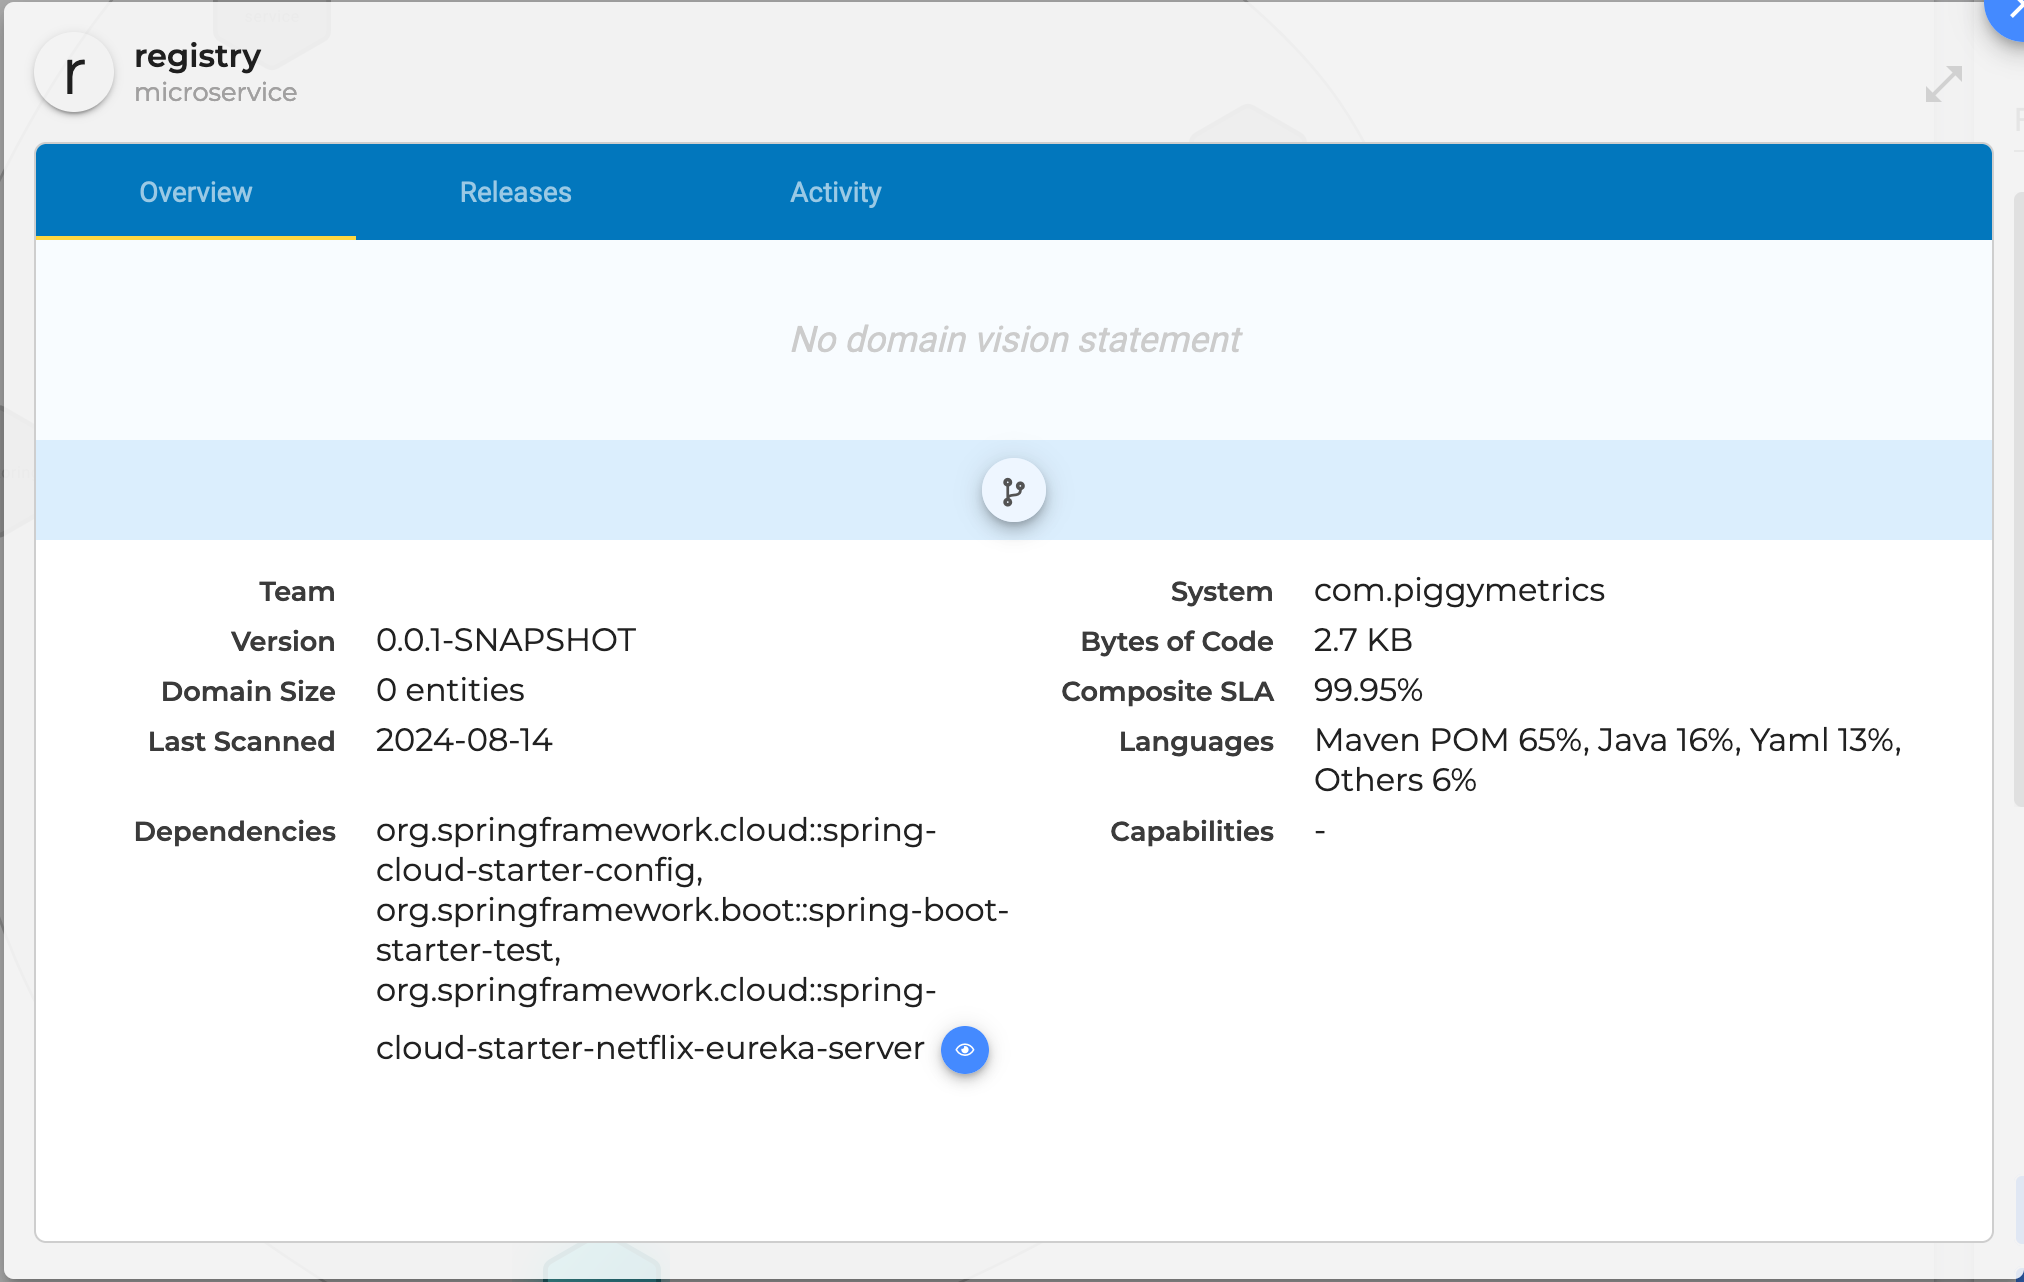 r
registry
microservice
Overview
Releases
Activity
No domain vision statement
Team
Version 0.0.1-SNAPSHOT
Domain Size 0 entities
Last Scanned 2024-08-14
Dependencies org.springframework.cloud::spring-
cloud-starter-config,
org.springframework.boot::spring-boot-
starter-test,
org.springframework.cloud::spring-
cloud-starter-netflix-eureka-server
System com.piggymetrics
Bytes of Code 2.7 KB
Composite SLA 99.95%
Languages Maven POM 65%, Java 16%, Yaml 13%,
Others 6%
Capabilities -